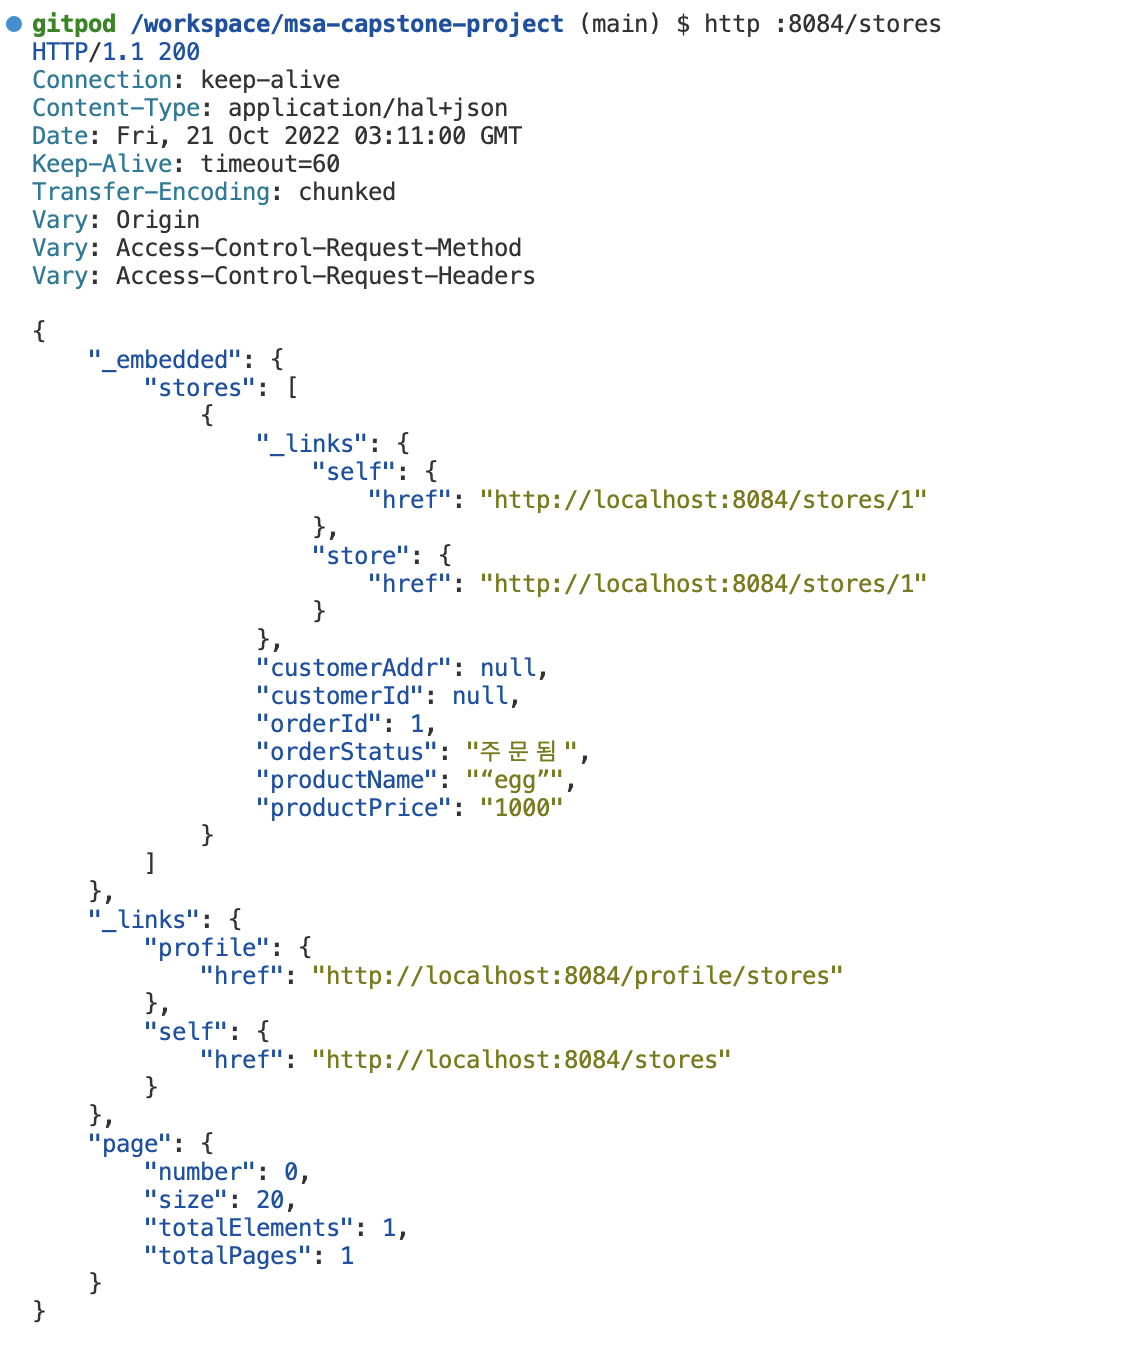 gitpod /workspace/msa-capstone-project (main) $ http :8084/stores
HTTP/1.1 200
Connection: keep-alive
Content-Type: application/hal+json
Date: Fri, 21 Oct 2022 03:11:00 GMT
Keep-Alive: timeout=60
Transfer-Encoding: chunked
Vary: Origin
Vary: Access-Control-Request-Method
Vary: Access-Control-Request-Headers

{
    "_embedded": {
        "stores": [
            {
                "_links": {
                    "self": {
                        "href": "http://localhost:8084/stores/1"
                    },
                    "store": {
                        "href": "http://localhost:8084/stores/1"
                    }
                },
                "customerAddr": null,
                "customerId": null,
                "orderId": 1,
                "orderStatus": "주문됨",
                "productName": "“egg”",
                "productPrice": "1000"
            }
        ]
    },
    "_links": {
        "profile": {
            "href": "http://localhost:8084/profile/stores"
        },
        "self": {
            "href": "http://localhost:8084/stores"
        }
    },
    "page": {
        "number": 0,
        "size": 20,
        "totalElements": 1,
        "totalPages": 1
    }
}